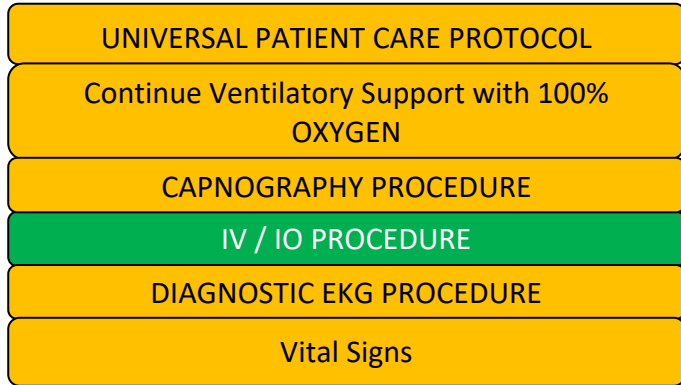 UNIVERSAL PATIENT CARE PROTOCOL
Continue Ventilatory Support with 100%
OXYGEN
CAPNOGRAPHY PROCEDURE
IV / IO PROCEDURE
DIAGNOSTIC EKG PROCEDURE
Vital Signs